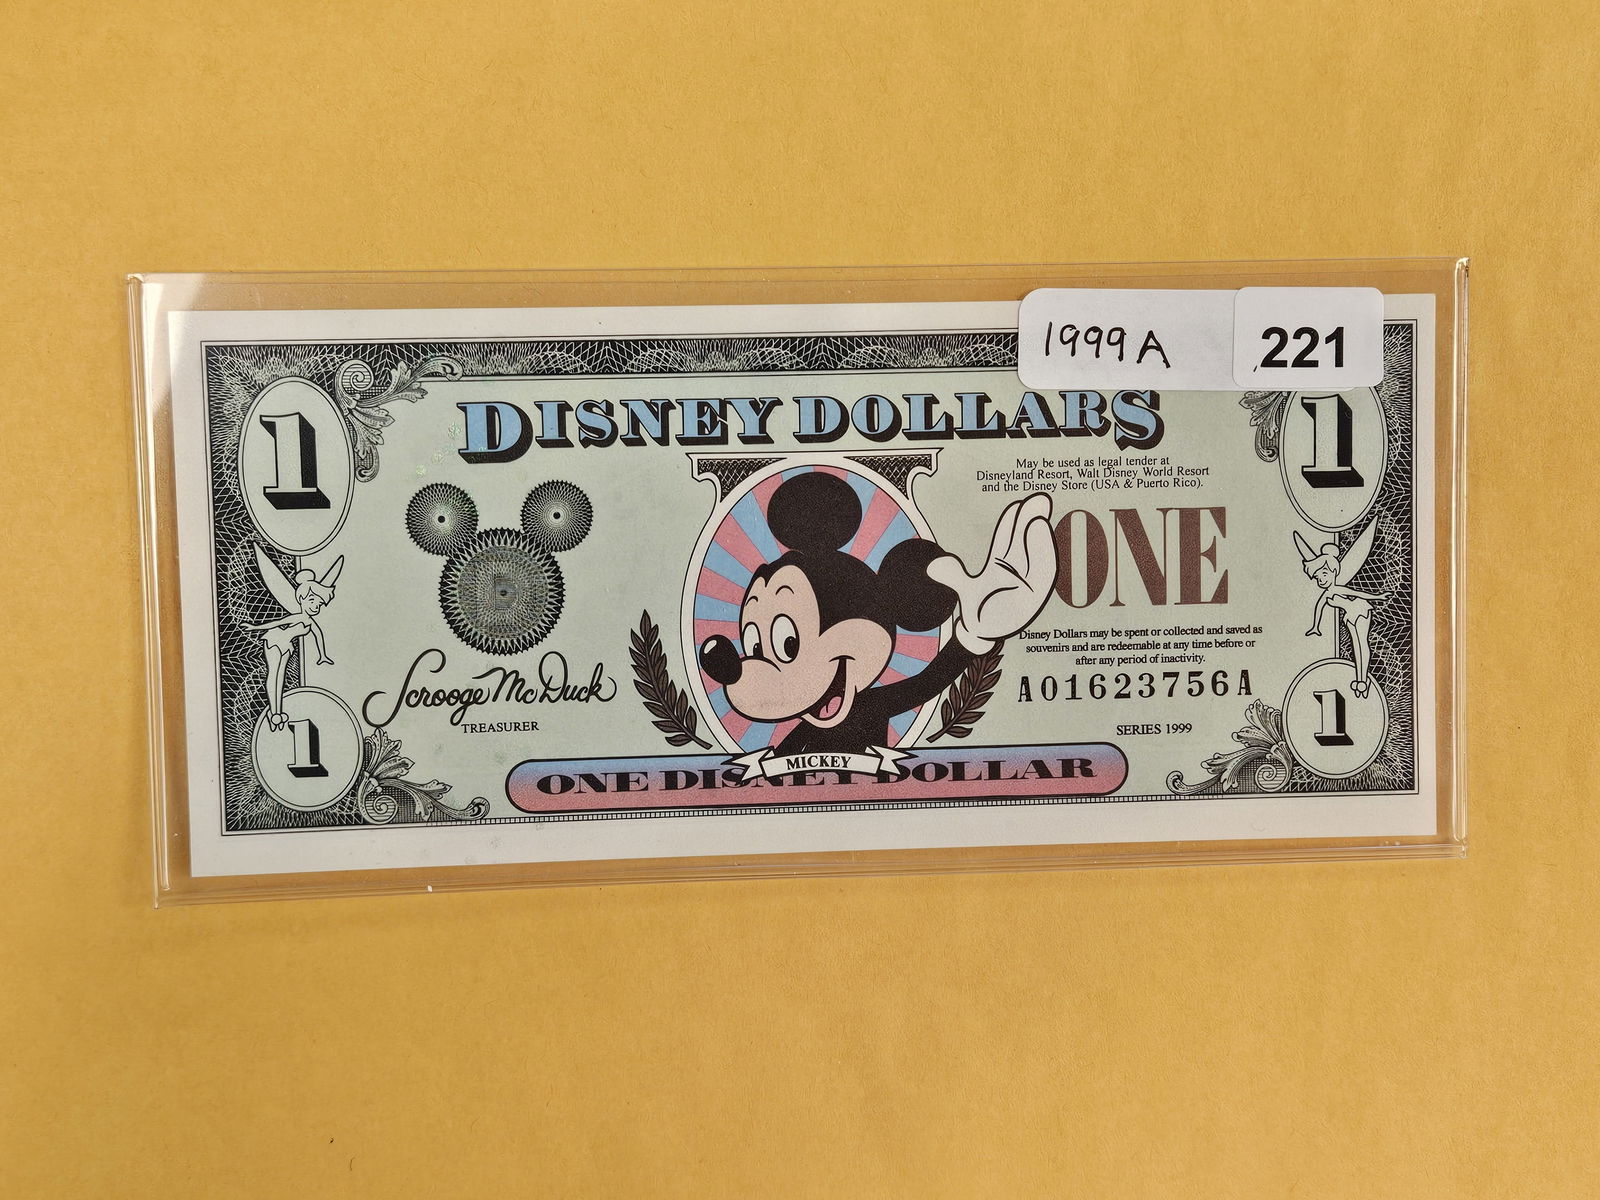 1999A
221
1
DISNEY DOLLARS
1
May be used as legal tender at
Disneyland Resort, Walt Disney World Resort
and the Disney Store (USA & Puerto Rico).
ONE
Disney Dollars may be spent or collected and saved as
souvenirs and are redeemable at any time before or
after any period of inactivity.
Scrooge McDuck
TREASURER
A01623756A
SERIES 1999
1
1
MICKEY
ONE DISNEY DOLLAR